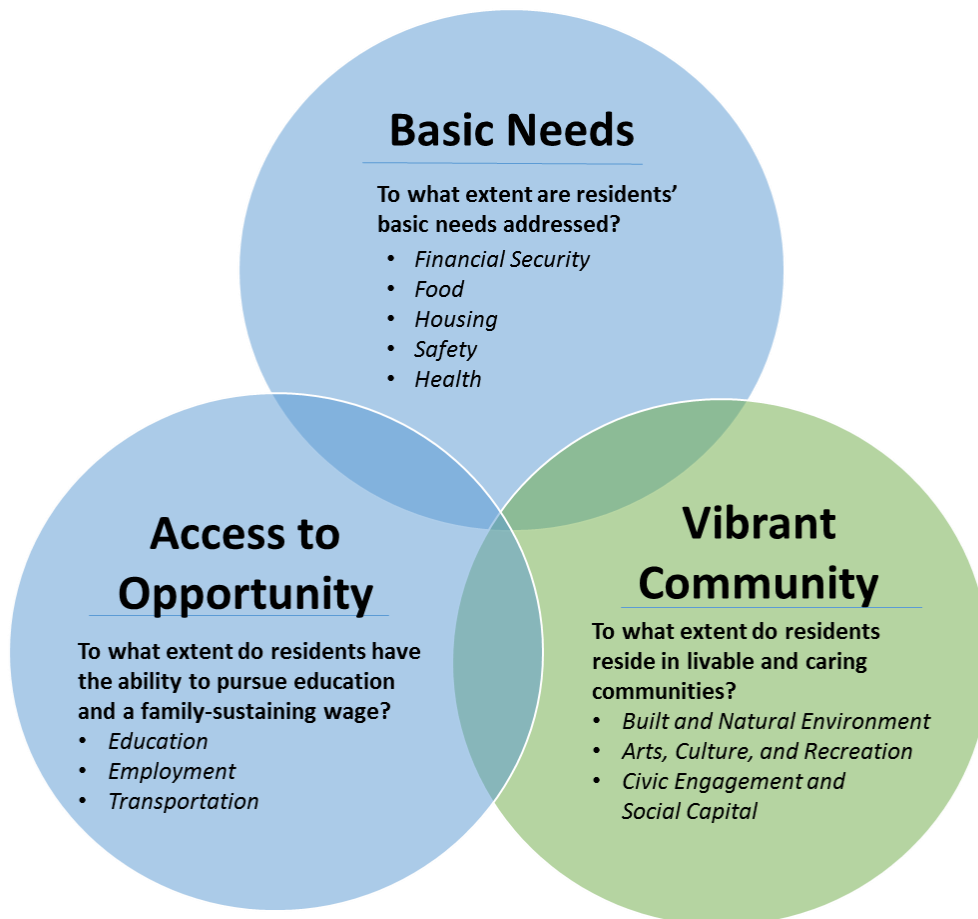 Basic Needs
To what extent are residents’
basic needs addressed?
• Financial Security
• Food
• Housing
• Safety
• Health
Access to
Opportunity
To what extent do residents have
the ability to pursue education
and a family-sustaining wage?
• Education
• Employment
• Transportation
Vibrant
Community
To what extent do residents
reside in livable and caring
communities?
• Built and Natural Environment
• Arts, Culture, and Recreation
• Civic Engagement and
Social Capital